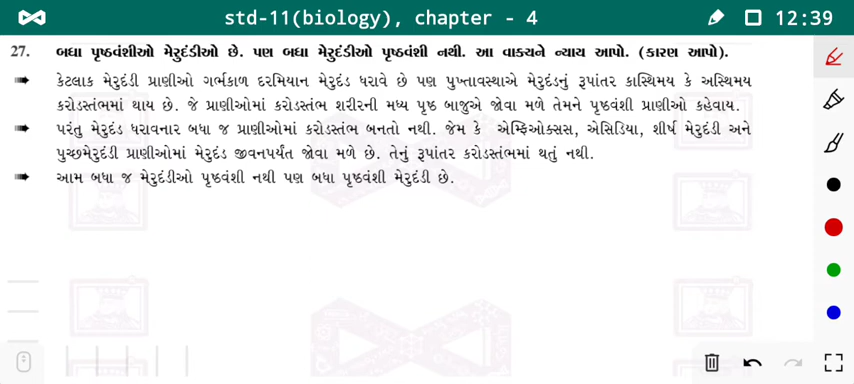 std-11(biology), chapter - 4
12:39
27. બધા પૃષ્ઠવંશીઓ મેરુદંડીઓ છે. પણ બધા મેરુદંડીઓ પૃષ્ઠવંશી નથી. આ વાક્યને ન્યાય આપો. (કારણ આપો).
➠ કેટલાક મેરુદંડી પ્રાણીઓ ગર્ભકાળ દરમિયાન મેરુદંડ ધરાવે છે પણ પુખ્તાવસ્થાએ મેરુદંડનું રૂપાંતર કાસ્થિમય કે અસ્થિમય
કરોડસ્તંભમાં થાય છે. જે પ્રાણીઓમાં કરોડસ્તંભ શરીરની મધ્ય પૃષ્ઠ બાજુએ જોવા મળે તેમને પૃષ્ઠવંશી પ્રાણીઓ કહેવાય.
➠ પરંતુ મેરુદંડ ધરાવનાર બધા જ પ્રાણીઓમાં કરોડસ્તંભ બનતો નથી. જેમ કે એમ્ફિઓક્સસ, એસિડિયા, શીર્ષ મેરુદંડી અને
પુચ્છમેરુદંડી પ્રાણીઓમાં મેરુદંડ જીવનપર્યંત જોવા મળે છે. તેનું રૂપાંતર કરોડસ્તંભમાં થતું નથી.
➠ આમ બધા જ મેરુદંડીઓ પૃષ્ઠવંશી નથી પણ બધા પૃષ્ઠવંશી મેરુદંડી છે.